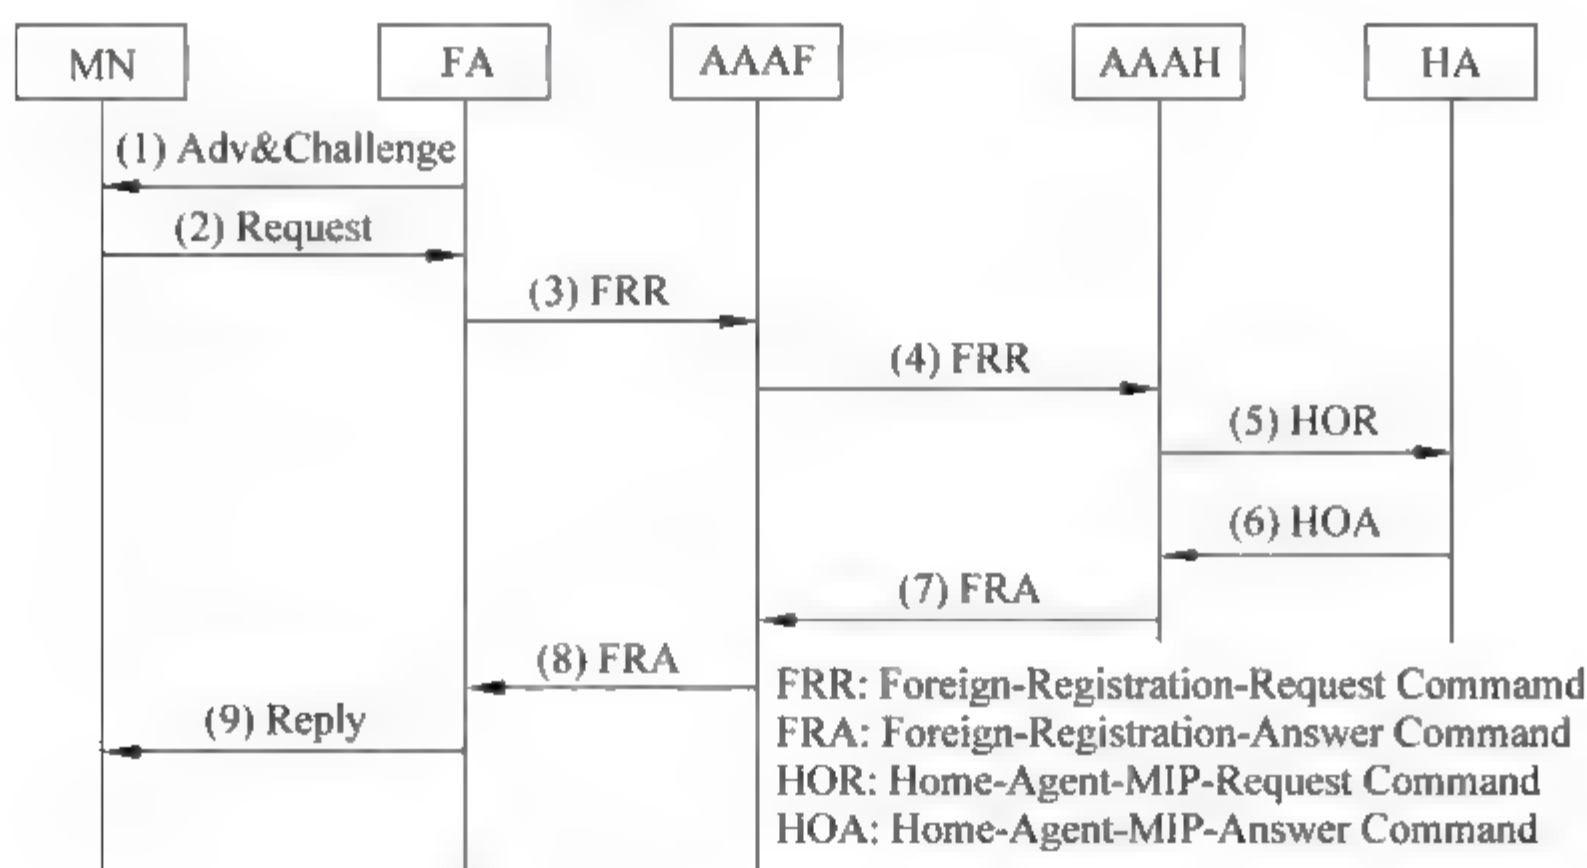 MN
FA
AAAF
AAAH
HA
(1) Adv&Challenge
(2) Request
(3) FRR
(4) FRR
(5) HOR
(6) HOA
(7) FRA
(8) FRA
(9) Reply
FRR: Foreign-Registration-Request Commamd
FRA: Foreign-Registration-Answer Command
HOR: Home-Agent-MIP-Request Command
HOA: Home-Agent-MIP-Answer Command